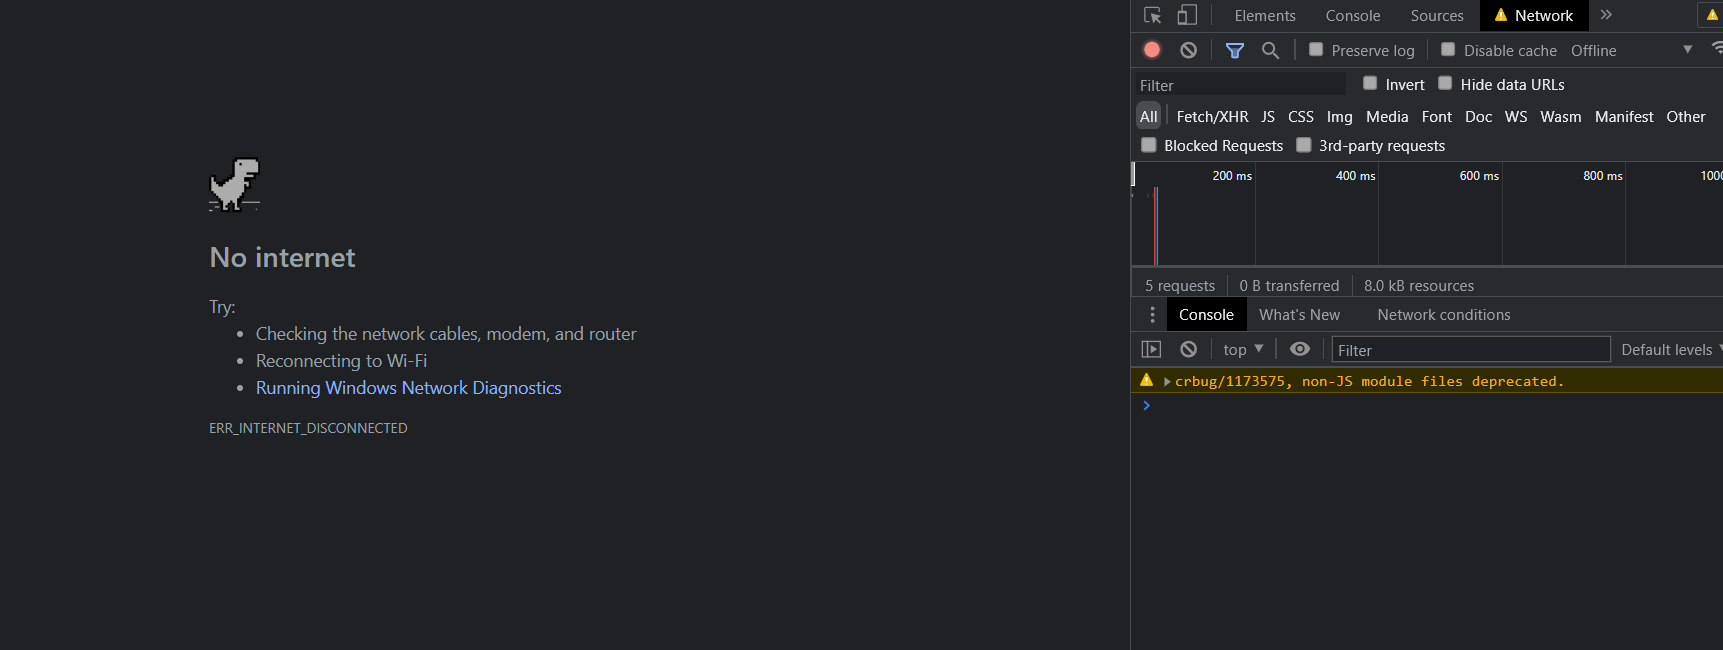 No internet
Try:
Checking the network cables, modem, and router
Reconnecting to Wi-Fi
Running Windows Network Diagnostics
ERR_INTERNET_DISCONNECTED
Elements Console Sources Network
Preserve log Disable cache Offline
Filter Invert Hide data URLs
All Fetch/XHR JS CSS Img Media Font Doc WS Wasm Manifest Other
Blocked Requests 3rd-party requests
200 ms 400 ms 600 ms 800 ms 1000
5 requests 0 B transferred 8.0 kB resources
Console What's New Network conditions
top Filter Default levels
crbug/1173575, non-JS module files deprecated.